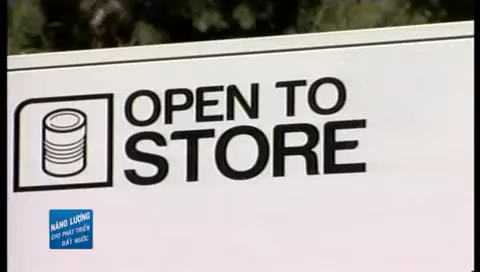 OPEN TO
STORE
NĂNG LƯỢNG
CHO PHÁT TRIỂN
ĐẤT NƯỚC